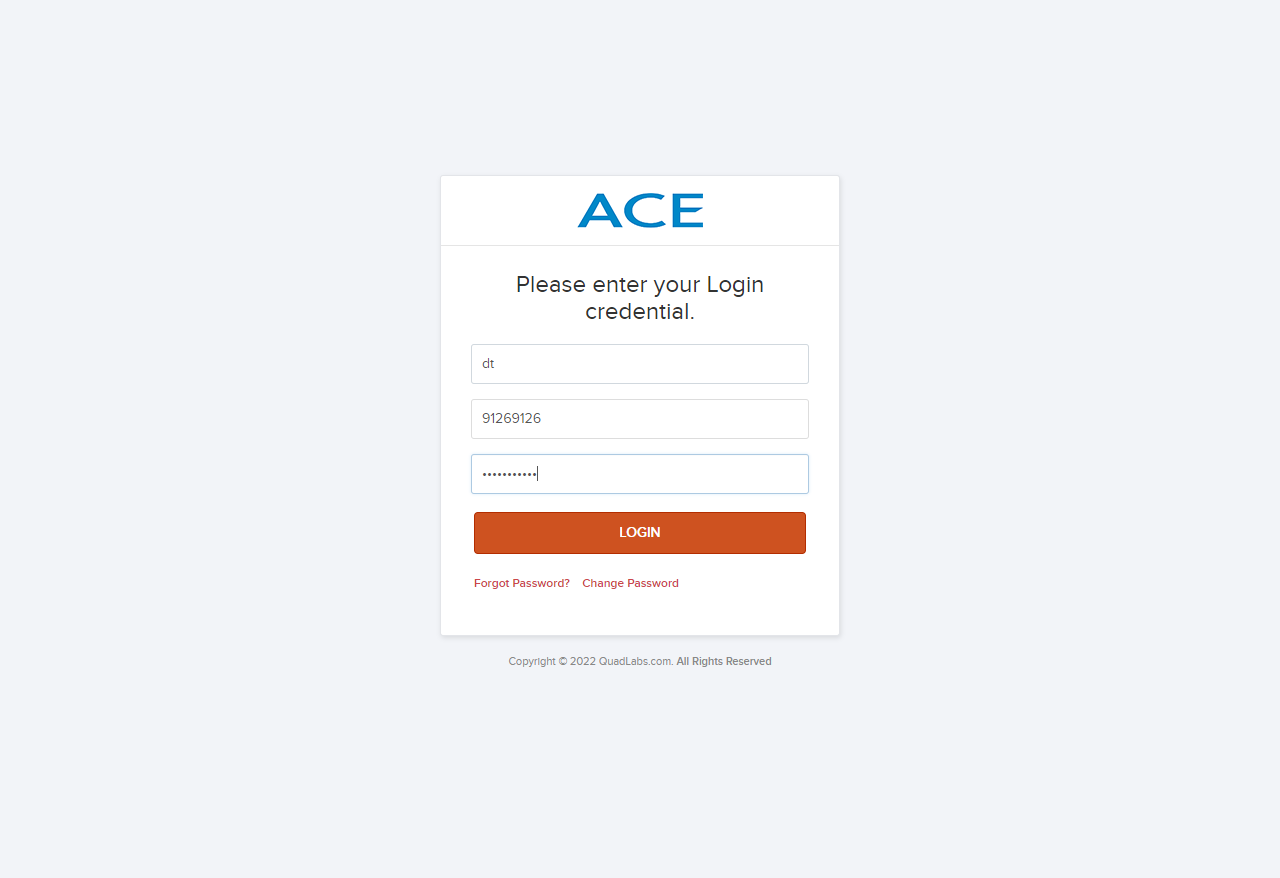 ACE
Please enter your Login
credential.
dt
91269126
•••••••••••
LOGIN
Forgot Password? Change Password
Copyright © 2022 QuadLabs.com. All Rights Reserved